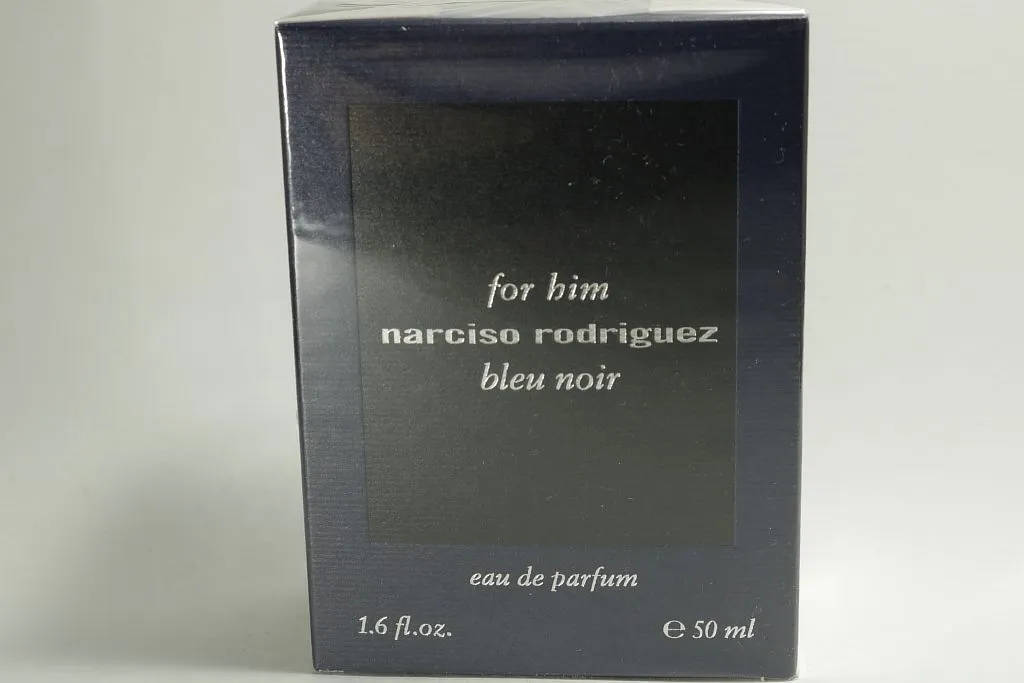 for him
narciso rodriguez
bleu noir
eau de parfum
1.6 fl.oz. ℮ 50 ml